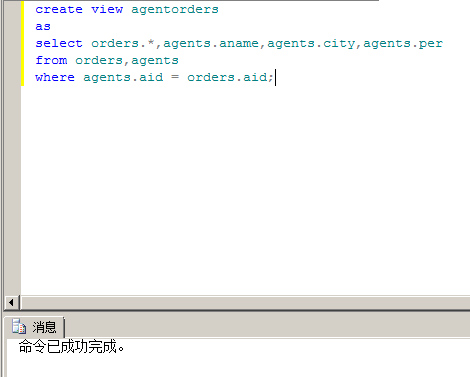 create view agentorders
as
select orders.*,agents.aname,agents.city,agents.per
from orders,agents
where agents.aid = orders.aid;
消息
命令已成功完成。